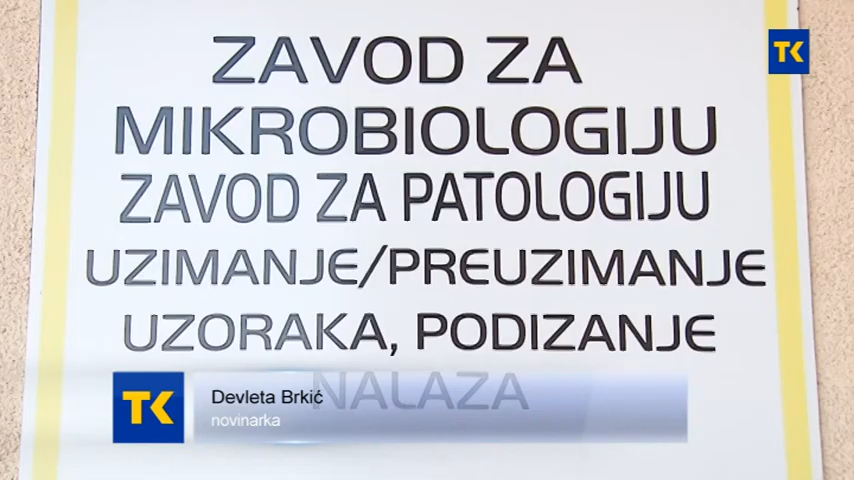 TK
ZAVOD ZA
MIKROBIOLOGIJU
ZAVOD ZA PATOLOGIJU
UZIMANJE/PREUZIMANJE
UZORAKA, PODIZANJE
NALAZA
TK
Devleta Brkić
novinarka